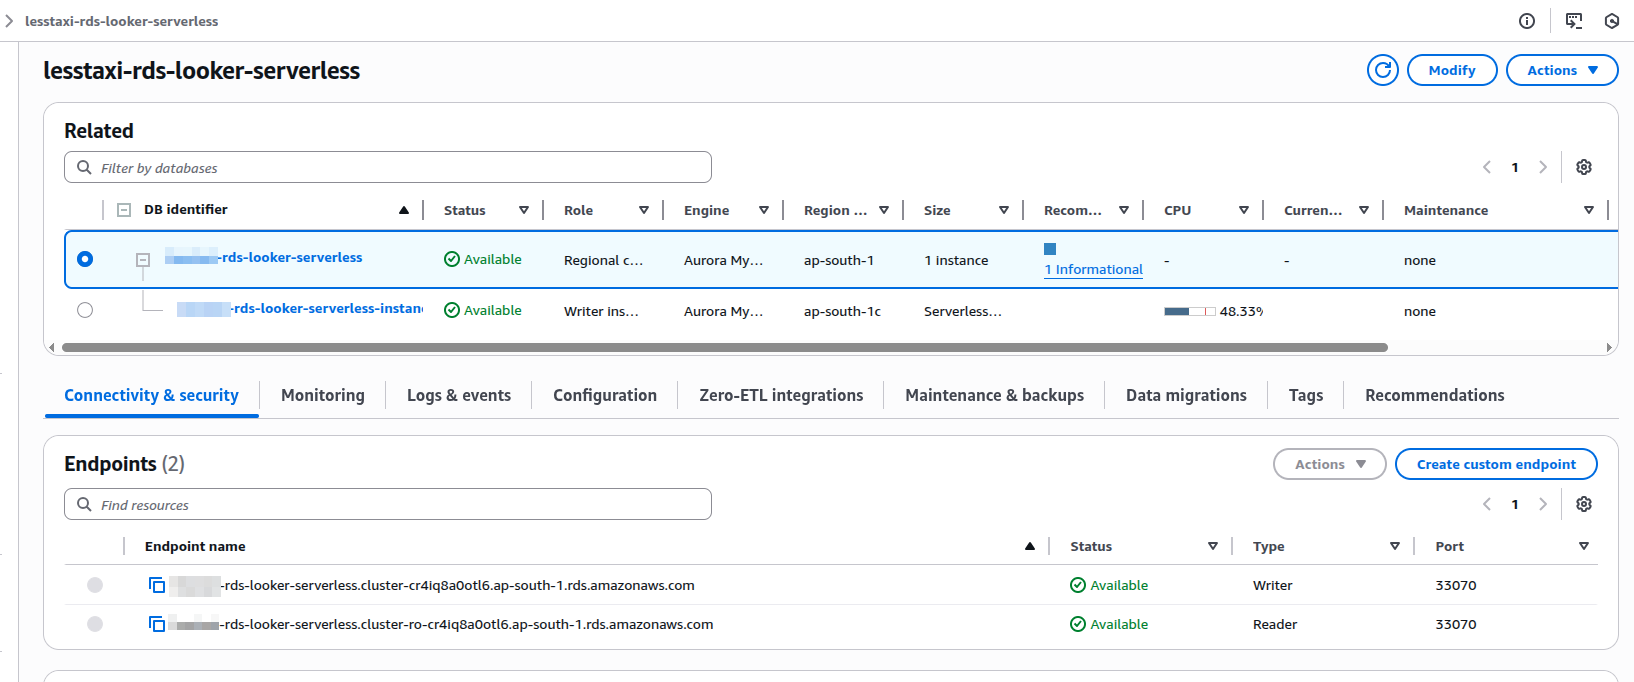 lesstaxi-rds-looker-serverless
lesstaxi-rds-looker-serverless
Modify
Actions
Related
Filter by databases
1
DB identifier Status Role Engine Region ... Size Recom... CPU Curren... Maintenance
-rds-looker-serverless Available Regional c... Aurora My... ap-south-1 1 instance 1 Informational - - none
-rds-looker-serverless-instan Available Writer ins... Aurora My... ap-south-1c Serverless... 48.33% none
Connectivity & security Monitoring Logs & events Configuration Zero-ETL integrations Maintenance & backups Data migrations Tags Recommendations
Endpoints (2)
Actions
Create custom endpoint
Find resources
1
Endpoint name Status Type Port
-rds-looker-serverless.cluster-cr4iq8a0otl6.ap-south-1.rds.amazonaws.com Available Writer 33070
-rds-looker-serverless.cluster-ro-cr4iq8a0otl6.ap-south-1.rds.amazonaws.com Available Reader 33070